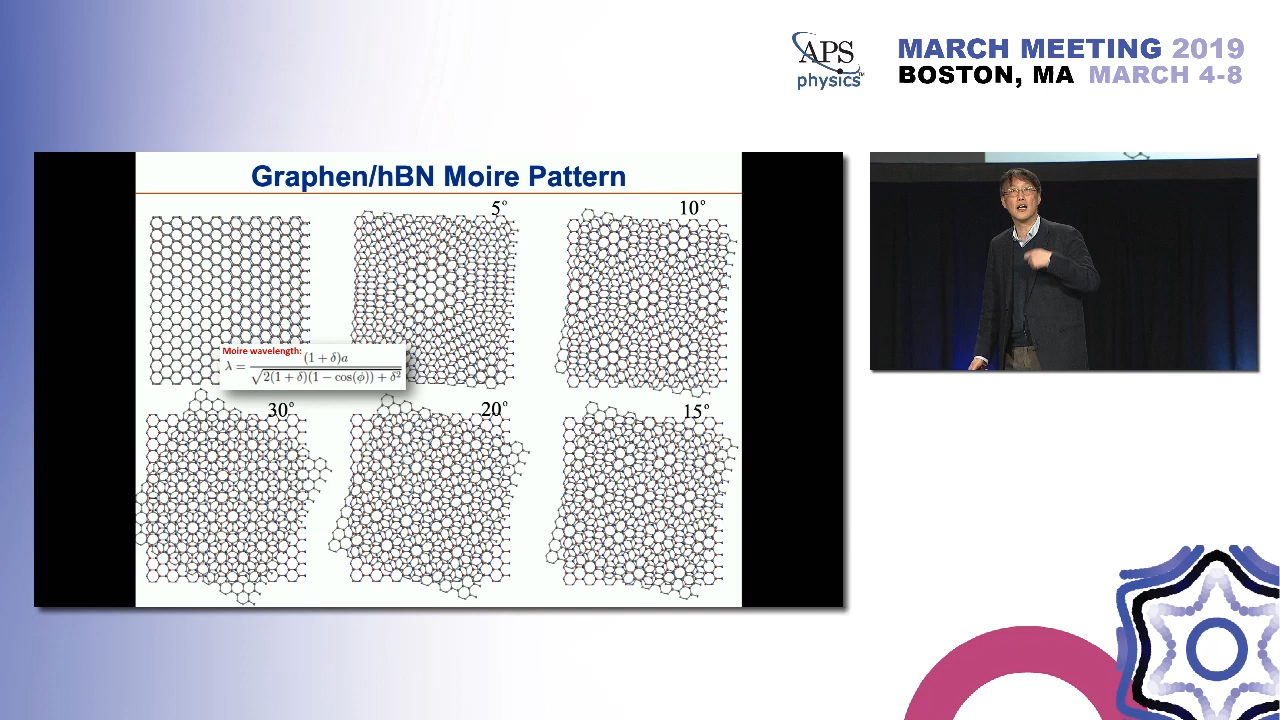 APS
physics™
MARCH MEETING 2019
BOSTON, MA MARCH 4-8
Graphen/hBN Moire Pattern
5°
10°
Moire wavelength:
λ = (1 + δ)a / √2(1 + δ)(1 − cos(ϕ)) + δ²
30°
20°
15°